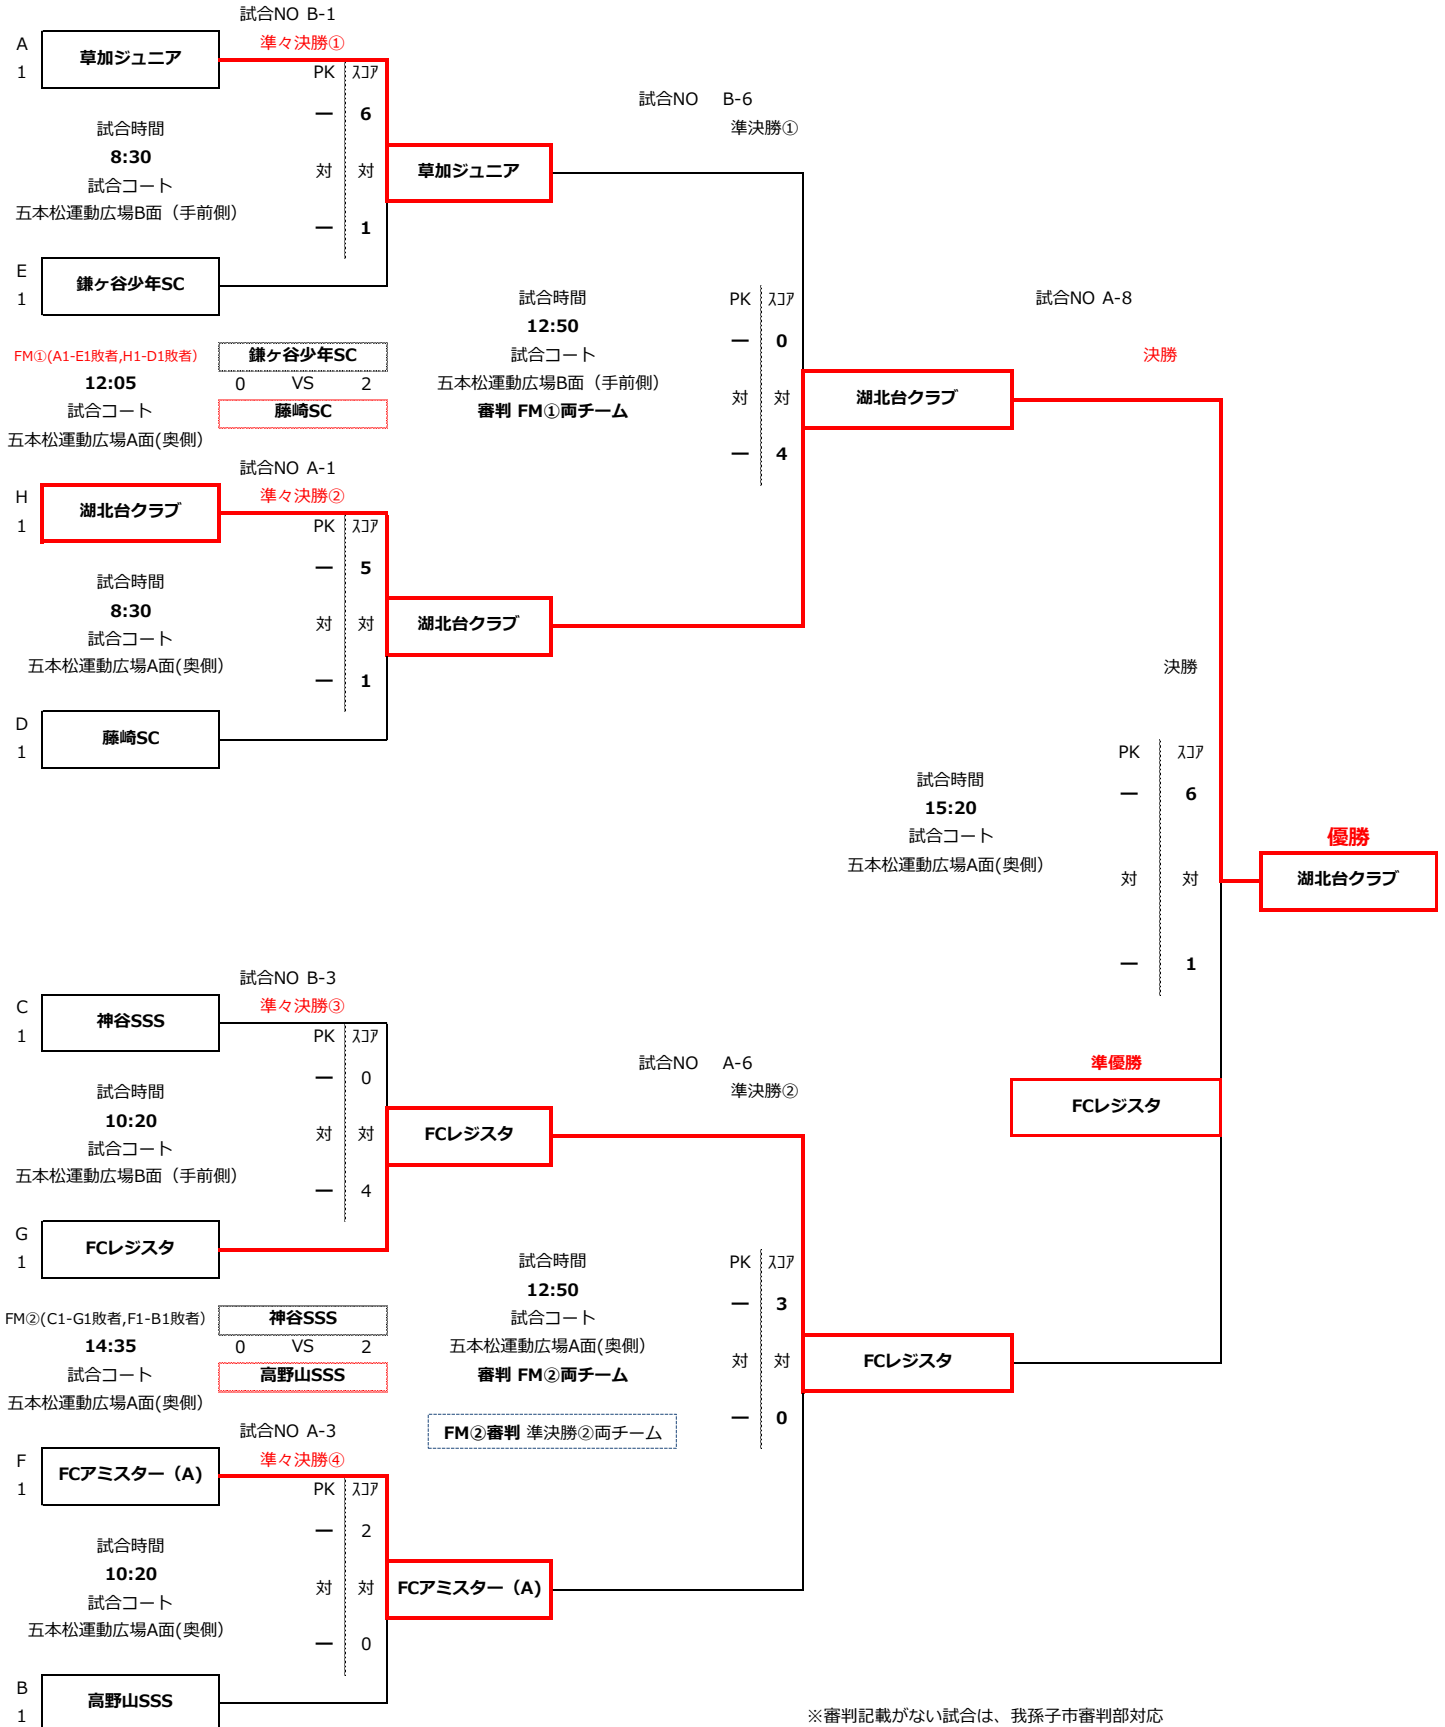 試合NO B-1
A
1
草加ジュニア
準々決勝①
PK ｽｺｱ
ー 6
試合時間
8:30
試合コート
五本松運動広場B面（手前側）
対 対
草加ジュニア
ー 1
E
1
鎌ヶ谷少年SC
試合NO B-6
準決勝①
試合時間
12:50
試合コート
五本松運動広場B面（手前側）
審判 FM①両チーム
PK ｽｺｱ
ー 0
対 対
ー 4
湖北台クラブ
FM①(A1-E1敗者,H1-D1敗者）
12:05
試合コート
五本松運動広場A面(奥側）
鎌ヶ谷少年SC
0 VS 2
藤崎SC
試合NO A-1
H
1
湖北台クラブ
準々決勝②
PK ｽｺｱ
ー 5
試合時間
8:30
試合コート
五本松運動広場A面(奥側）
対 対
湖北台クラブ
ー 1
D
1
藤崎SC
試合NO A-8
決勝
決勝
試合時間
15:20
試合コート
五本松運動広場A面(奥側）
PK ｽｺｱ
ー 6
対 対
ー 1
優勝
湖北台クラブ
準優勝
FCレジスタ
試合NO B-3
C
1
神谷SSS
準々決勝③
PK ｽｺｱ
ー 0
試合時間
10:20
試合コート
五本松運動広場B面（手前側）
対 対
FCレジスタ
ー 4
G
1
FCレジスタ
試合NO A-6
準決勝②
試合時間
12:50
試合コート
五本松運動広場A面(奥側）
審判 FM②両チーム
PK ｽｺｱ
ー 3
対 対
ー 0
FCレジスタ
FM②審判 準決勝②両チーム
FM②(C1-G1敗者,F1-B1敗者）
14:35
試合コート
五本松運動広場A面(奥側）
神谷SSS
0 VS 2
高野山SSS
試合NO A-3
F
1
FCアミスター（A)
準々決勝④
PK ｽｺｱ
ー 2
試合時間
10:20
試合コート
五本松運動広場A面(奥側）
対 対
FCアミスター（A)
ー 0
B
1
高野山SSS
※審判記載がない試合は、我孫子市審判部対応